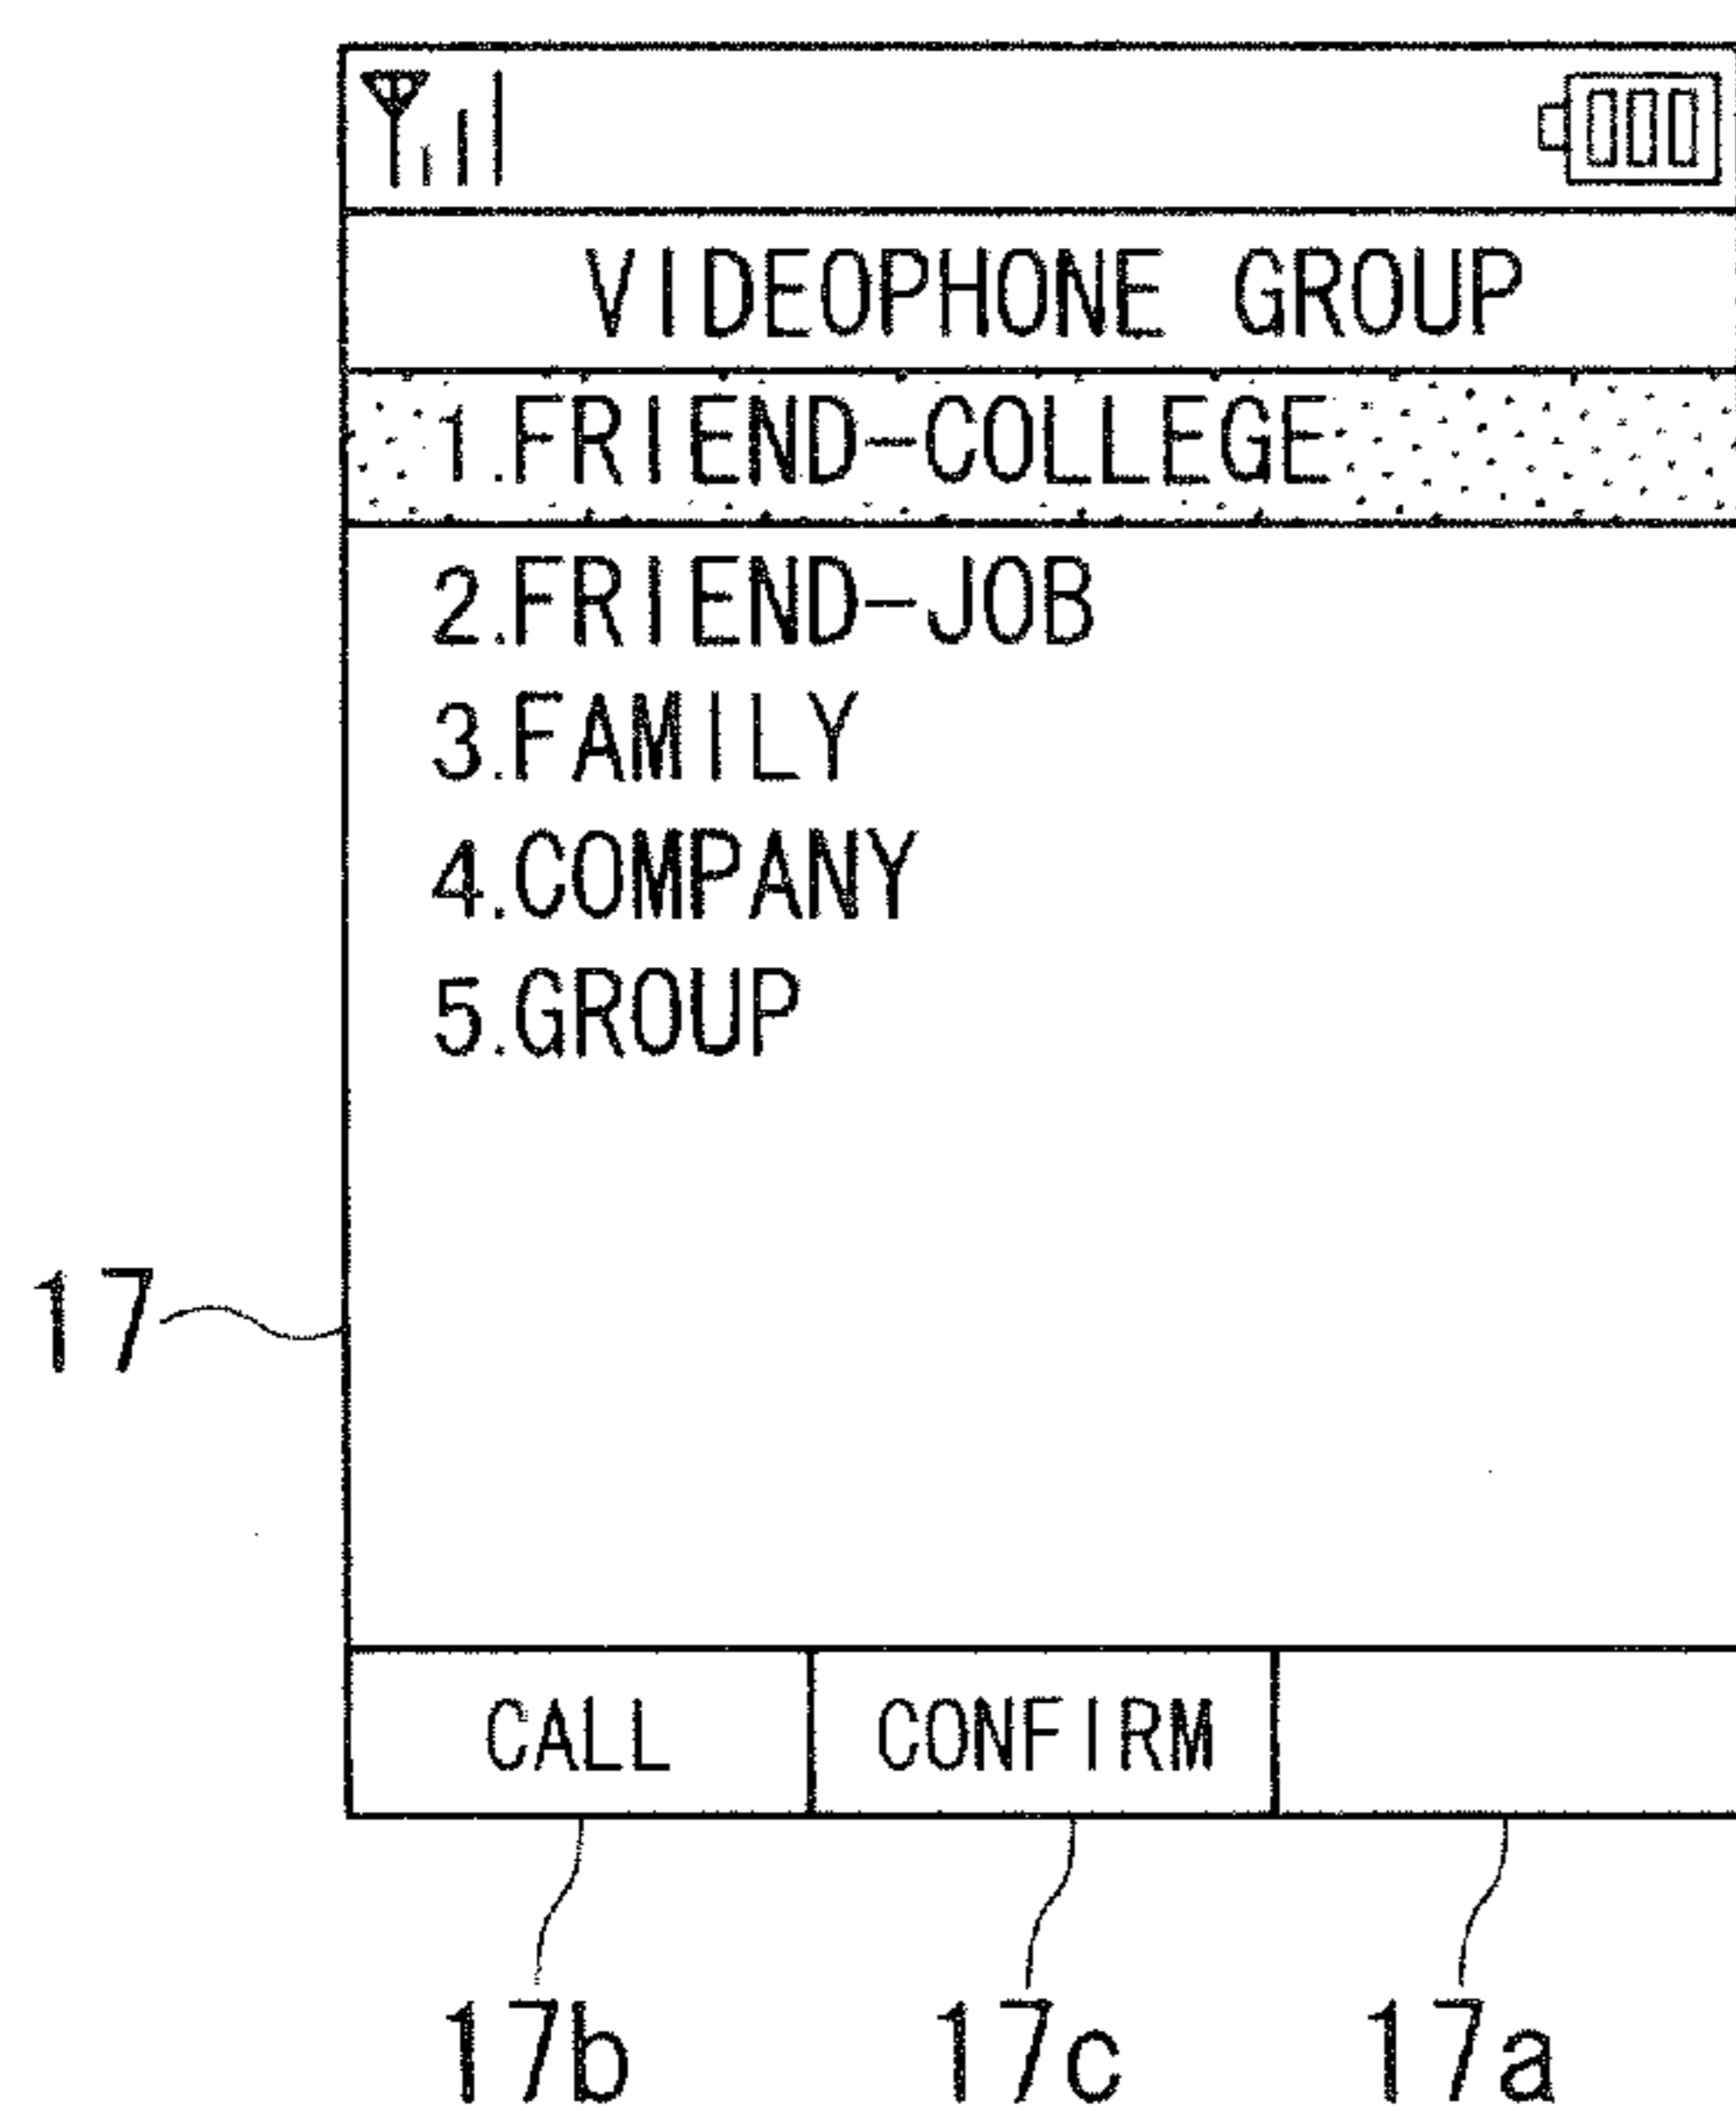 VIDEOPHONE GROUP
1.FRIEND-COLLEGE
2.FRIEND-JOB
3.FAMILY
4.COMPANY
5.GROUP
17
CALL CONFIRM
17b 17c 17a